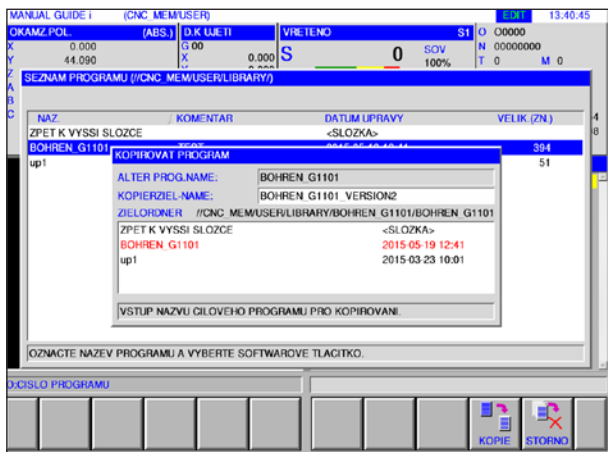 MANUAL GUIDE i (CNC_MEM/USER) EDIT 13:40:45
OKAMZ.POL. (ABS.) D.K UJETI VRETENO S1 O O0000
X 0.000 G 00 N 00000000
Y 44.090 X 0.000 S 0 SOV 100% T 0 M 0
Z
SEZNAM PROGRAMU (//CNC_MEM/USER/LIBRARY/)
A
B
C
NAZ. KOMENTAR DATUM UPRAVY VELIK.(ZN.)
ZPET K VYSSI SLOZCE <SLOZKA>
BOHREN_G1101 394
up1 51
KOPIROVAT PROGRAM
ALTER PROG.NAME: BOHREN_G1101
KOPIERZIEL-NAME: BOHREN_G1101_VERSION2
ZIELORDNER //CNC_MEM/USER/LIBRARY/BOHREN_G1101/BOHREN_G1101
ZPET K VYSSI SLOZCE <SLOZKA>
BOHREN_G1101 2015-05-19 12:41
up1 2015-03-23 10:01
VSTUP NAZVU CILOVEHO PROGRAMU PRO KOPIROVANI.
OZNACTE NAZEV PROGRAMU A VYBERTE SOFTWAROVE TLACITKO.
O:CISLO PROGRAMU
KOPIE STORNO